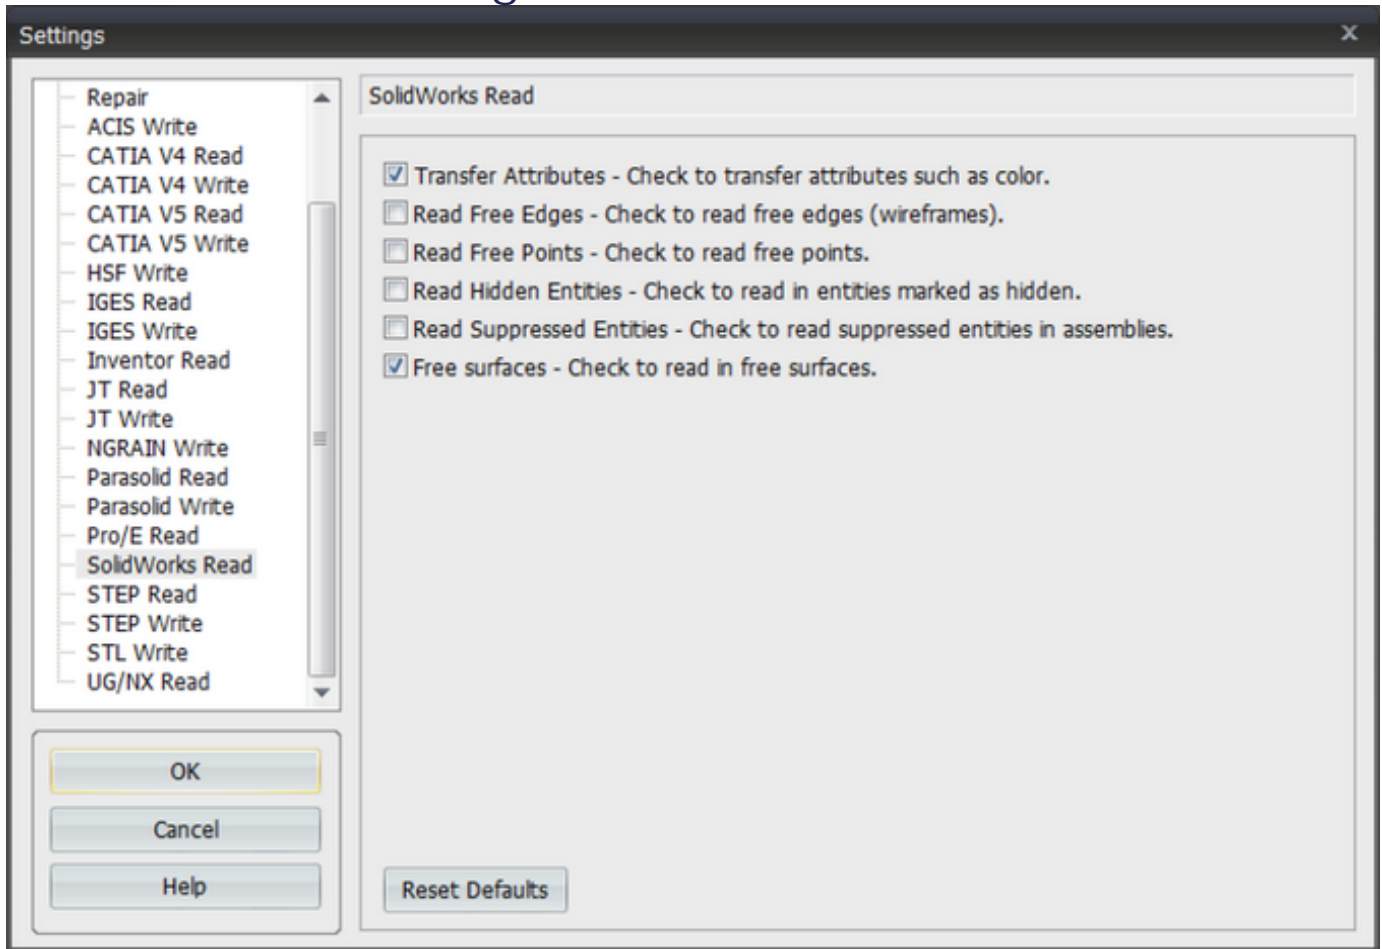 Settings
x
Repair
ACIS Write
CATIA V4 Read
CATIA V4 Write
CATIA V5 Read
CATIA V5 Write
HSF Write
IGES Read
IGES Write
Inventor Read
JT Read
JT Write
NGRAIN Write
Parasolid Read
Parasolid Write
Pro/E Read
SolidWorks Read
STEP Read
STEP Write
STL Write
UG/NX Read
OK
Cancel
Help
SolidWorks Read
Transfer Attributes - Check to transfer attributes such as color.
Read Free Edges - Check to read free edges (wireframes).
Read Free Points - Check to read free points.
Read Hidden Entities - Check to read in entities marked as hidden.
Read Suppressed Entities - Check to read suppressed entities in assemblies.
Free surfaces - Check to read in free surfaces.
Reset Defaults